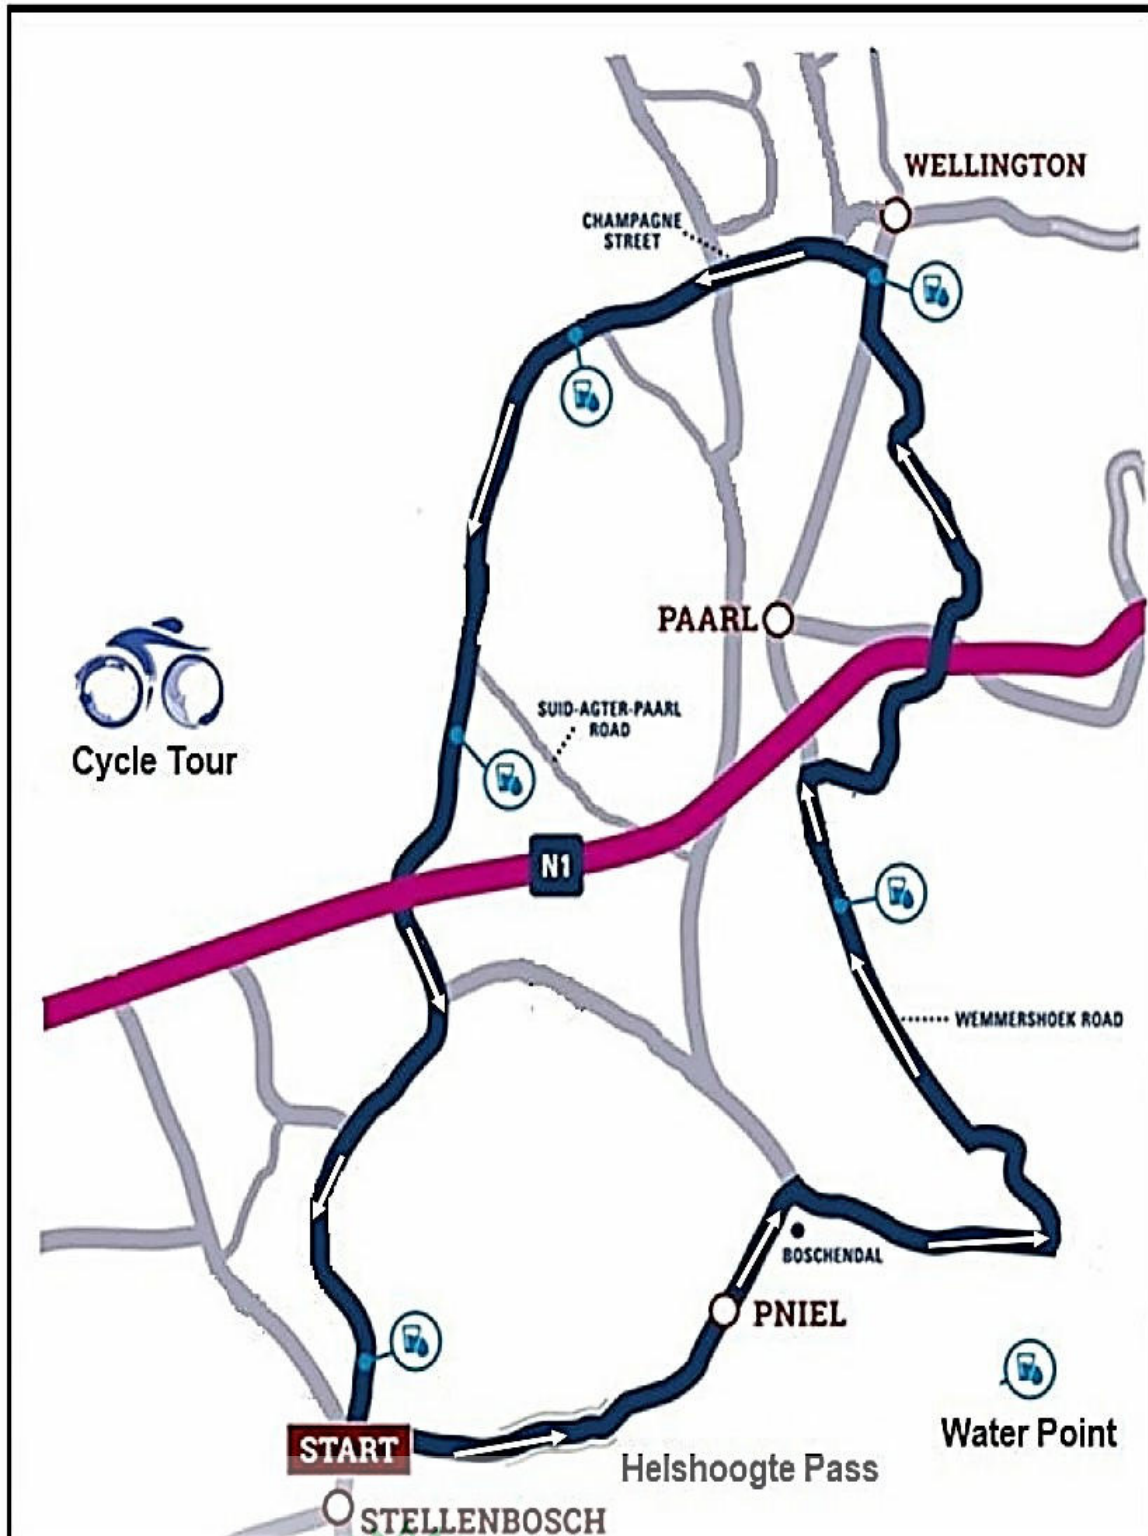 WELLINGTON
CHAMPAGNE
STREET
PAARL
SUID-AGTER-PAARL
ROAD
Cycle Tour
N1
WEMMERSHOEK ROAD
BOSCHENDAL
PNIEL
START
Helshoogte Pass
Water Point
STELLENBOSCH